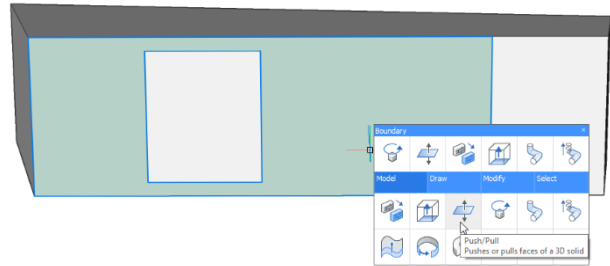 Boundary
Model Draw Modify Select
Push/Pull
Pushes or pulls faces of a 3D solid